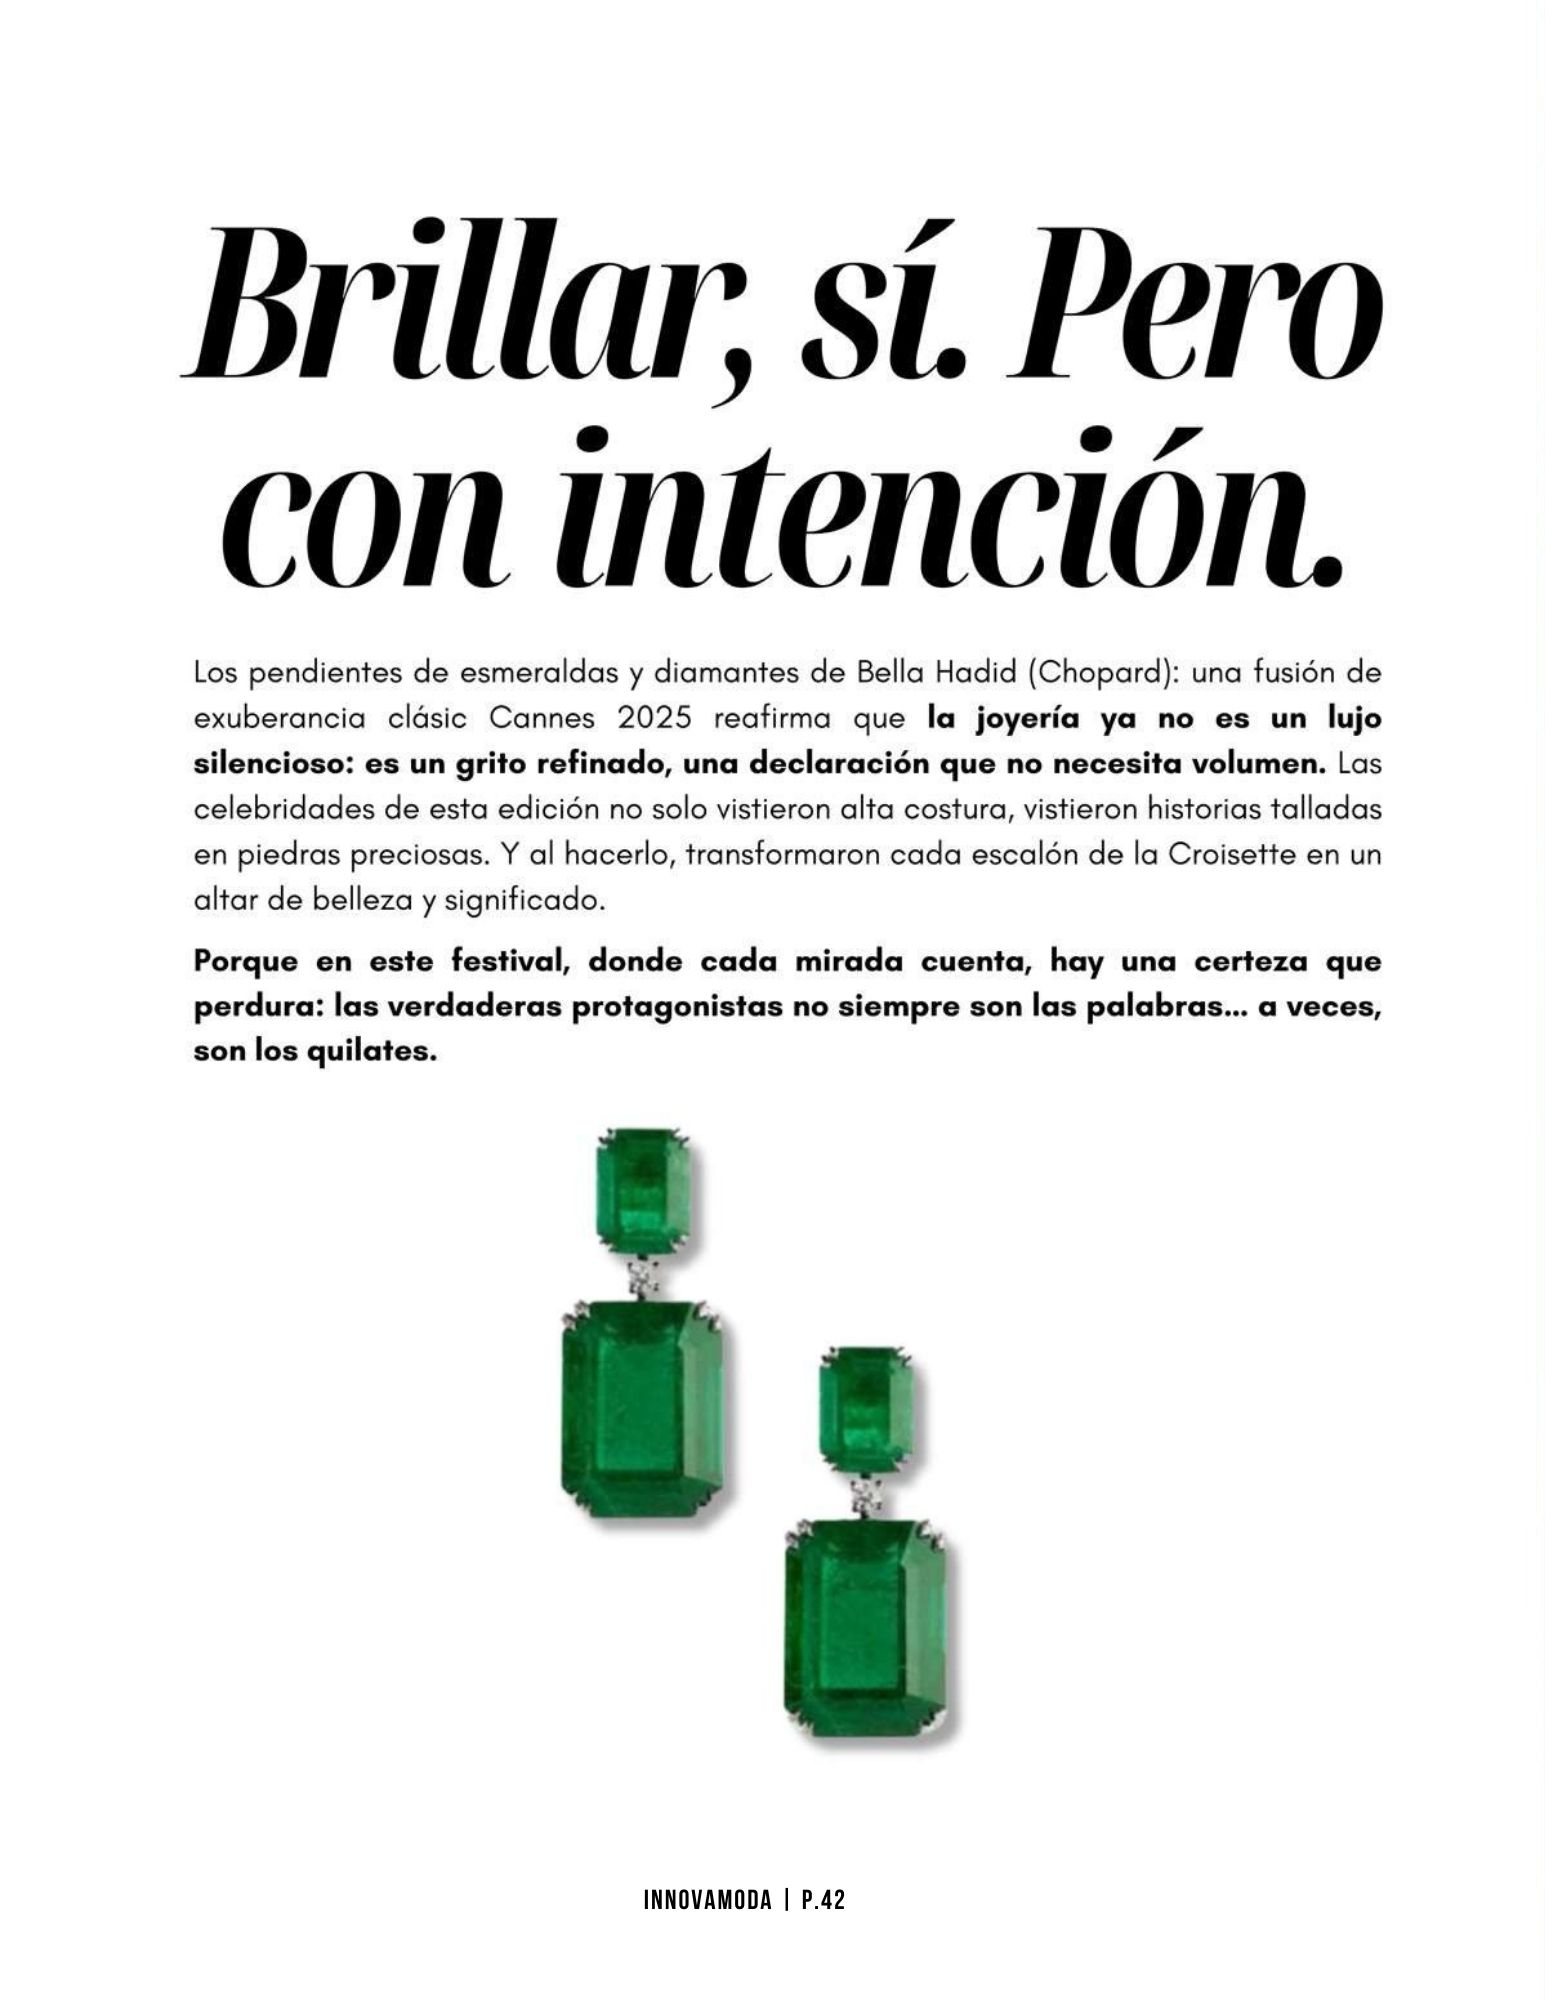 Brillar, sí. Pero
con intención.
Los pendientes de esmeraldas y diamantes de Bella Hadid (Chopard): una fusión de
exuberancia clásic Cannes 2025 reafirma que la joyería ya no es un lujo
silencioso: es un grito refinado, una declaración que no necesita volumen. Las
celebridades de esta edición no solo vistieron alta costura, vistieron historias talladas
en piedras preciosas. Y al hacerlo, transformaron cada escalón de la Croisette en un
altar de belleza y significado.
Porque en este festival, donde cada mirada cuenta, hay una certeza que
perdura: las verdaderas protagonistas no siempre son las palabras... a veces,
son los quilates.
INNOVAMODA | P.42